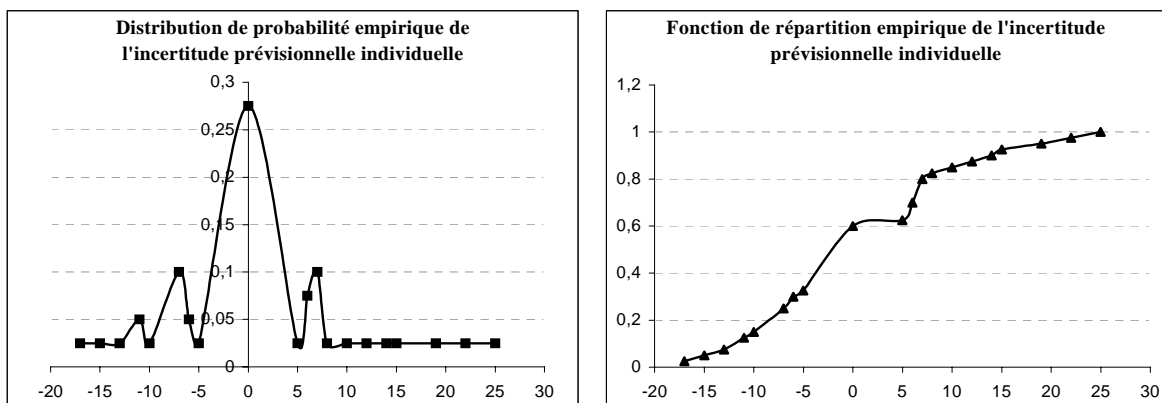 Distribution de probabilité empirique de
l'incertitude prévisionnelle individuelle
0,3
0,25
0,2
0,15
0,1
0,05
0
-20 -15 -10 -5 0 5 10 15 20 25 30
Fonction de répartition empirique de l'incertitude
prévisionnelle individuelle
1,2
1
0,8
0,6
0,4
0,2
0
-20 -15 -10 -5 0 5 10 15 20 25 30